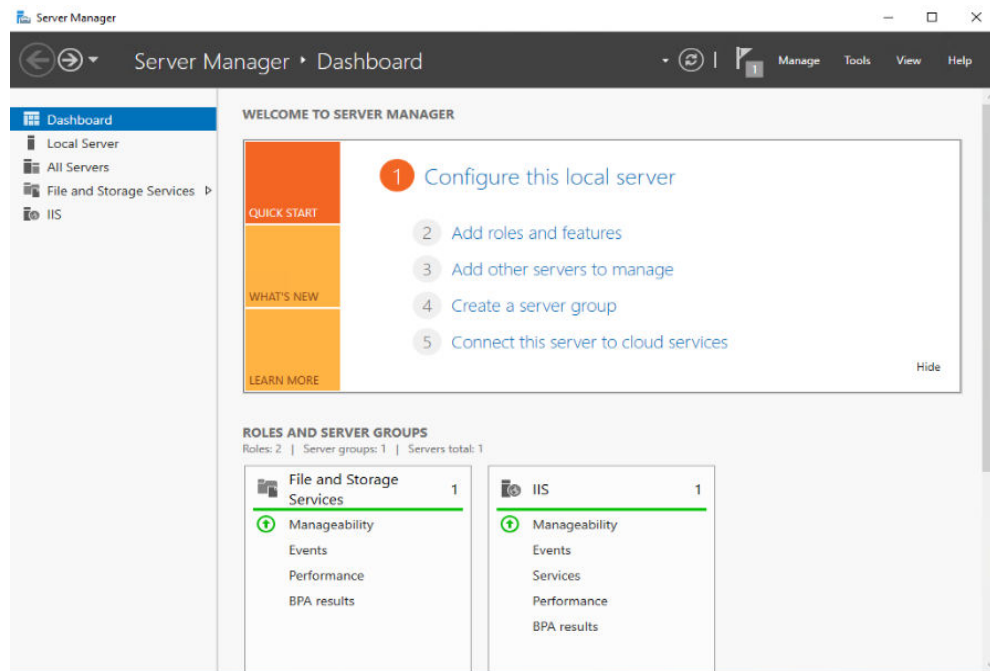 Server Manager
Server Manager • Dashboard
1
Manage
Tools
View
Help
Dashboard
Local Server
All Servers
File and Storage Services
IIS
WELCOME TO SERVER MANAGER
QUICK START
WHAT'S NEW
LEARN MORE
1 Configure this local server
2 Add roles and features
3 Add other servers to manage
4 Create a server group
5 Connect this server to cloud services
Hide
ROLES AND SERVER GROUPS
Roles: 2 | Server groups: 1 | Servers total: 1
File and Storage
Services
1
Manageability
Events
Performance
BPA results
IIS
1
Manageability
Events
Services
Performance
BPA results